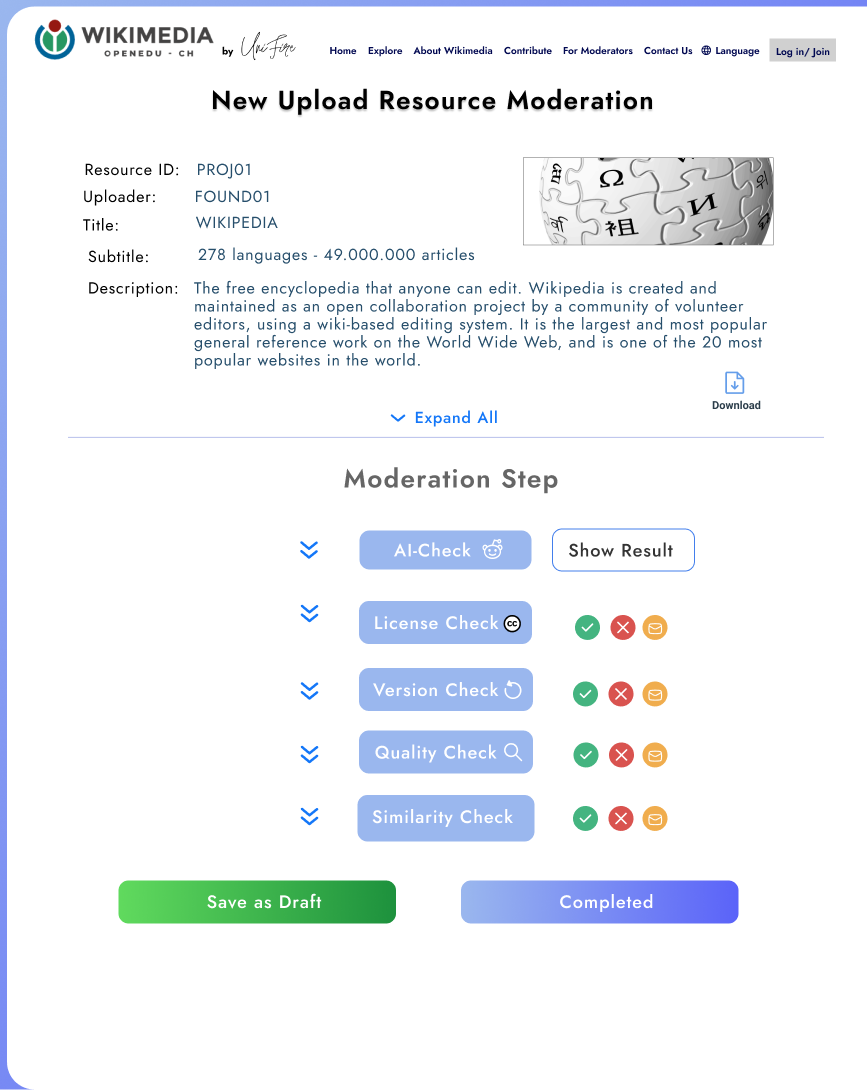 WIKIMEDIA
OPENEDU - CH
by UniFire
Home Explore About Wikimedia Contribute For Moderators Contact Us Language Log in/ Join
New Upload Resource Moderation
Resource ID: PROJ01
Uploader: FOUND01
Title: WIKIPEDIA
Subtitle: 278 languages - 49.000.000 articles
Description: The free encyclopedia that anyone can edit. Wikipedia is created and
maintained as an open collaboration project by a community of volunteer
editors, using a wiki-based editing system. It is the largest and most popular
general reference work on the World Wide Web, and is one of the 20 most
popular websites in the world.
Ω
И
祖
Download
Expand All
Moderation Step
AI-Check Show Result
License Check cc
Version Check
Quality Check
Similarity Check
Save as Draft Completed